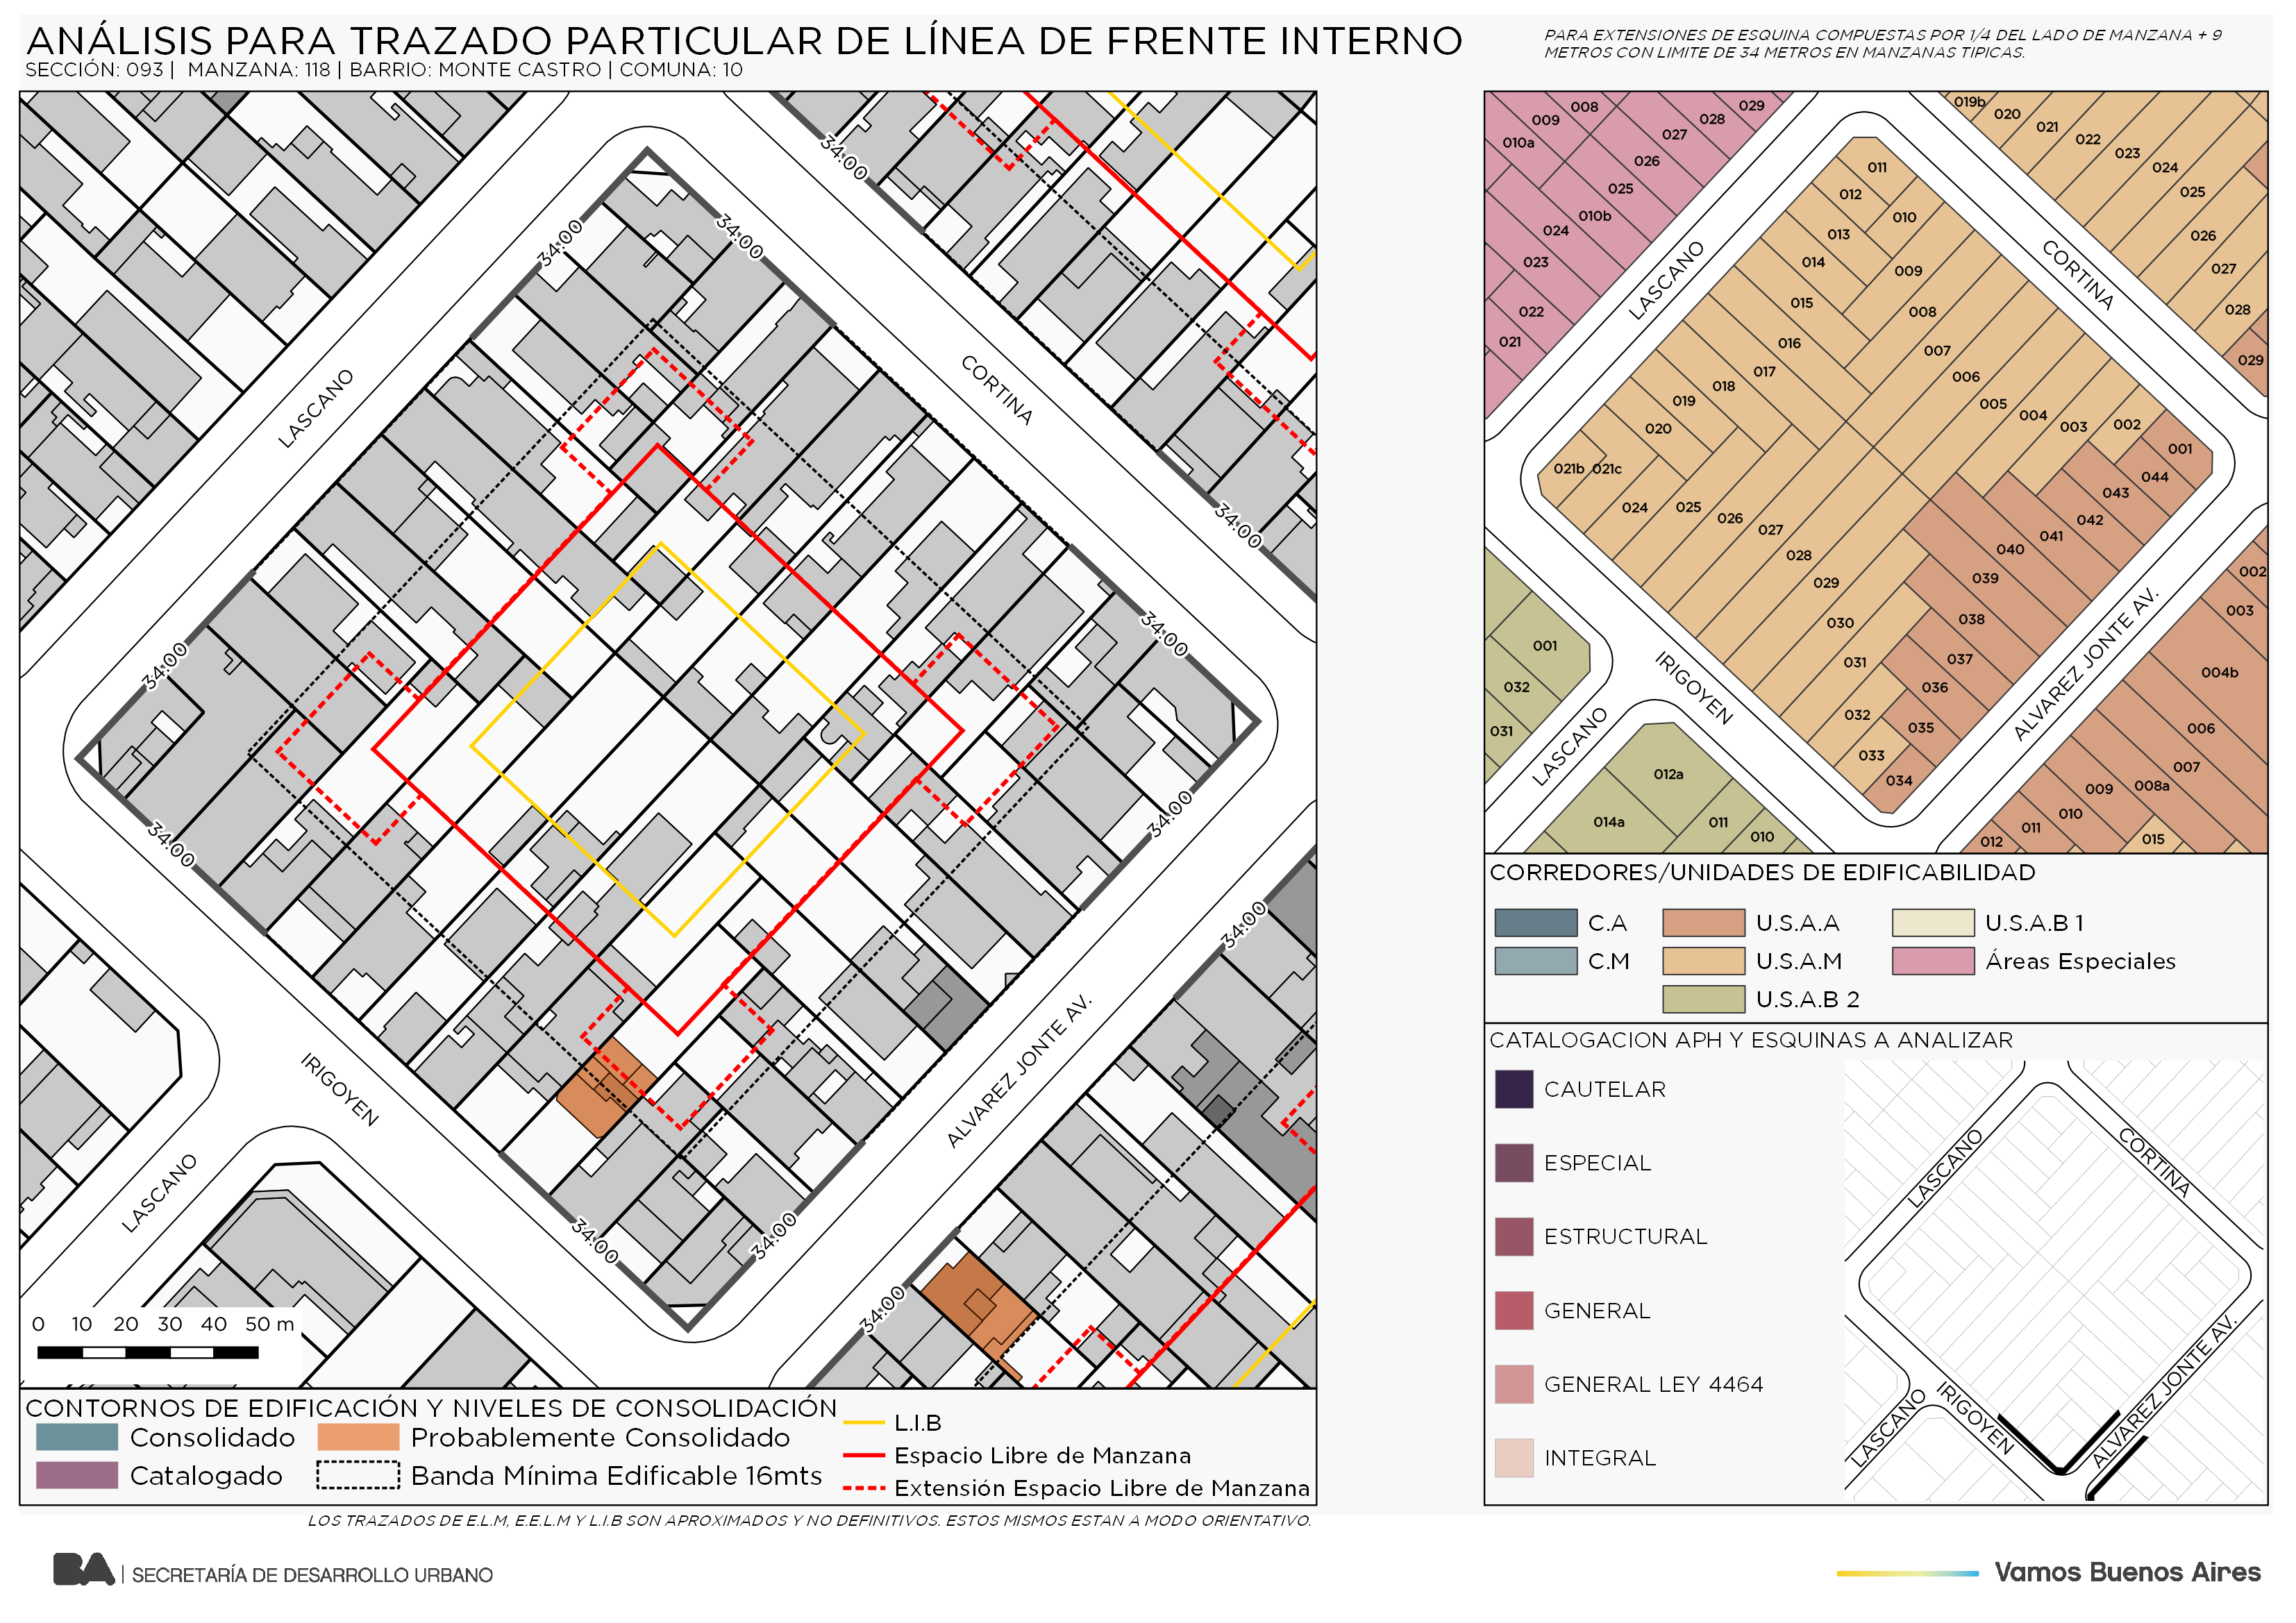 ANÁLISIS PARA TRAZADO PARTICULAR DE LÍNEA DE FRENTE INTERNO
SECCIÓN: 093 | MANZANA: 118 | BARRIO: MONTE CASTRO | COMUNA: 10
PARA EXTENSIONES DE ESQUINA COMPUESTAS POR 1/4 DEL LADO DE MANZANA + 9
METROS CON LIMITE DE 34 METROS EN MANZANAS TIPICAS.
34:00
34:00
34:00
LASCANO
CORTINA
34:00
34:00
34:00
34:00
34:00
34:00
IRIGOYEN
ALVAREZ JONTE AV.
LASCANO
34:00
34:00
34:00
0 10 20 30 40 50 m
CONTORNOS DE EDIFICACIÓN Y NIVELES DE CONSOLIDACIÓN
Consolidado
Probablemente Consolidado
Catalogado
Banda Mínima Edificable 16mts
L.I.B
Espacio Libre de Manzana
Extensión Espacio Libre de Manzana
LOS TRAZADOS DE E.L.M, E.E.L.M Y L.I.B SON APROXIMADOS Y NO DEFINITIVOS. ESTOS MISMOS ESTAN A MODO ORIENTATIVO.
008
029
009
028
010a
027
026
025
010b
024
023
022
021
019b
020
021
022
023
024
025
026
027
028
029
LASCANO
CORTINA
011
012
010
013
009
014
015
008
016
007
017
006
018
005
019
004
020
003
002
001
021b
021c
044
043
024
025
042
026
041
027
040
028
039
029
038
030
037
031
036
032
035
033
034
IRIGOYEN
ALVAREZ JONTE AV.
LASCANO
001
032
031
012a
014a
011
010
002
003
004b
006
007
008a
009
010
011
012
015
CORREDORES/UNIDADES DE EDIFICABILIDAD
C.A
U.S.A.A
U.S.A.B 1
C.M
U.S.A.M
Áreas Especiales
U.S.A.B 2
CATALOGACION APH Y ESQUINAS A ANALIZAR
CAUTELAR
ESPECIAL
ESTRUCTURAL
GENERAL
GENERAL LEY 4464
INTEGRAL
LASCANO
CORTINA
LASCANO
IRIGOYEN
ALVAREZ JONTE AV.
BA | SECRETARÍA DE DESARROLLO URBANO
Vamos Buenos Aires